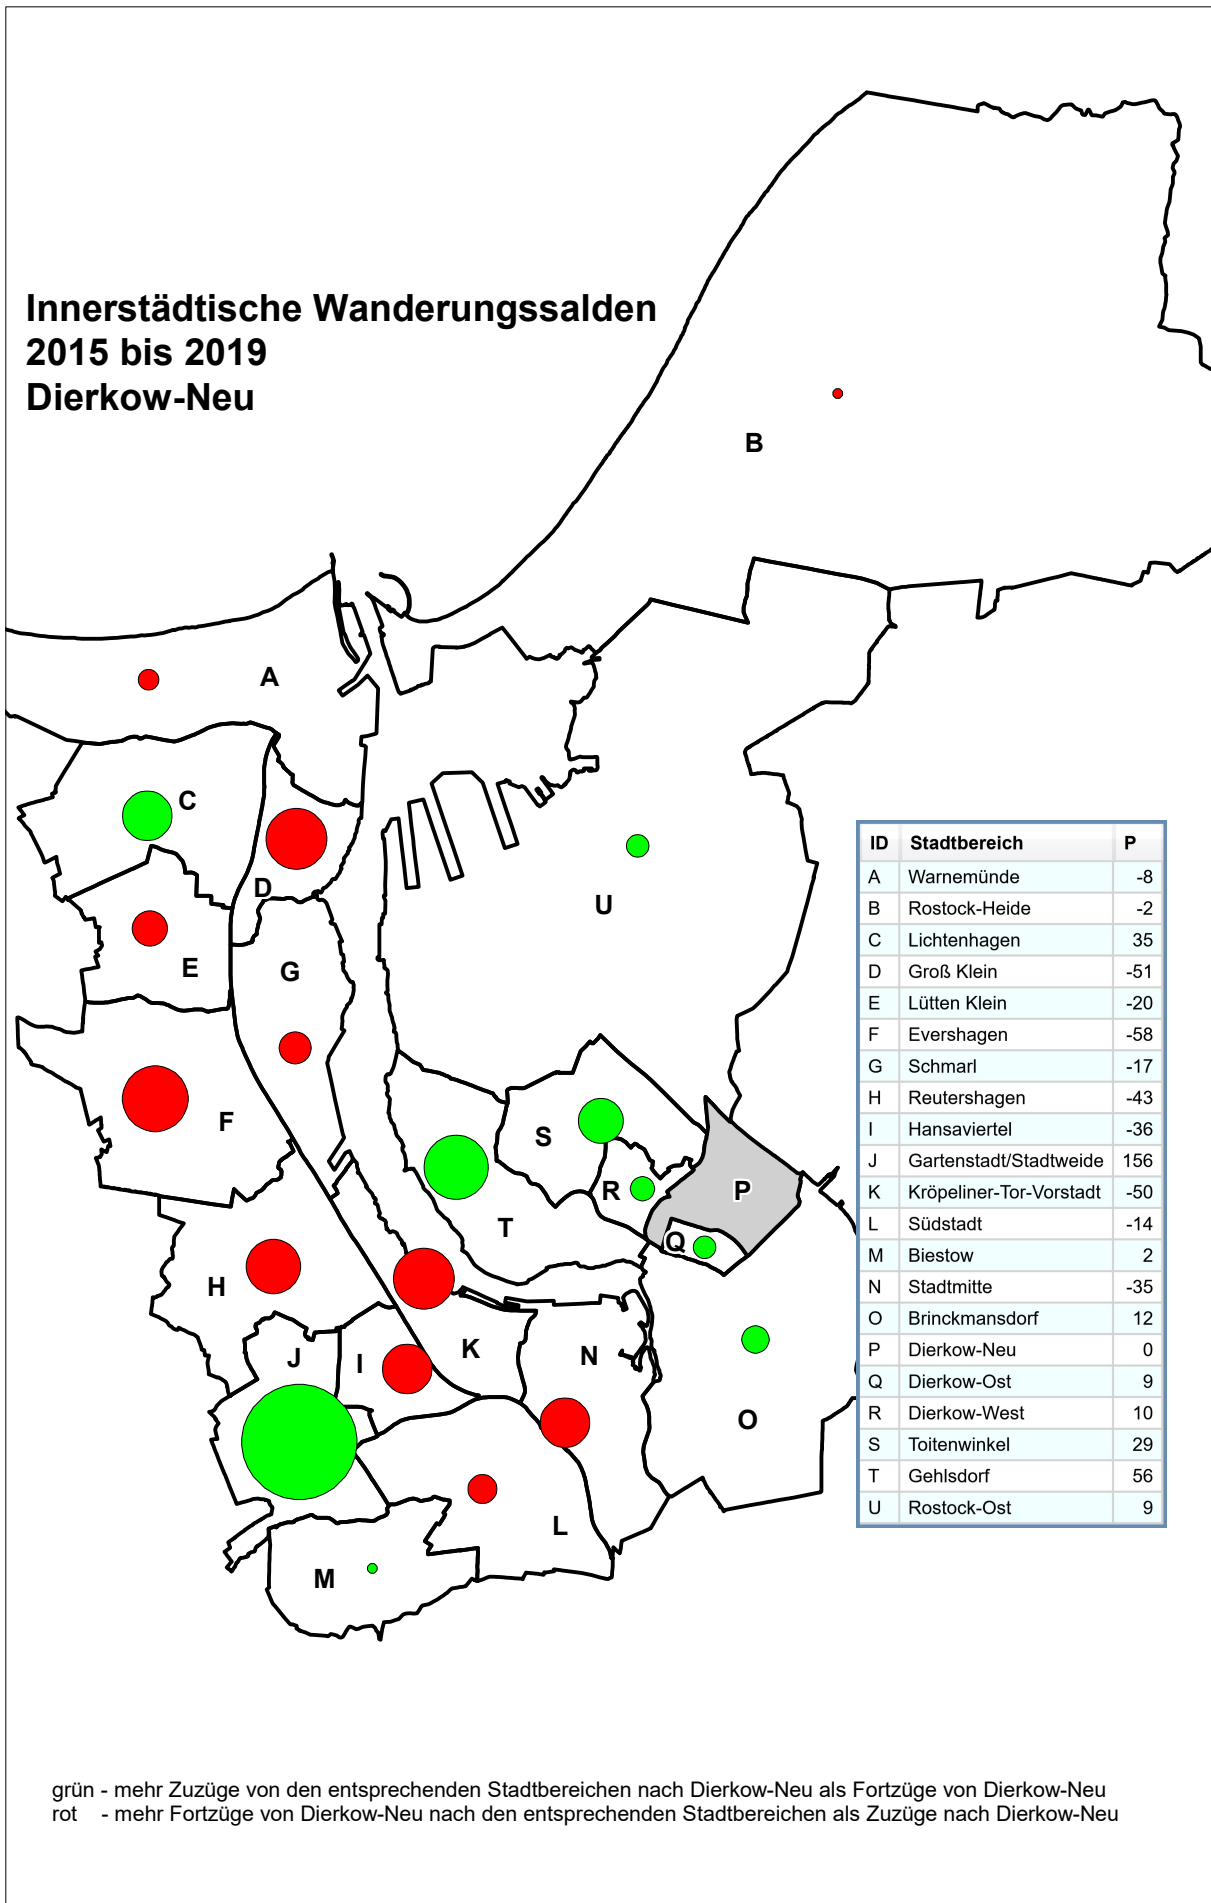 Innerstädtische Wanderungssalden
2015 bis 2019
Dierkow-Neu
B
A
C
D
U
E
G
F
S
R
P
T
Q
H
J
I
K
N
O
L
M
ID Stadtbereich P
A Warnemünde -8
B Rostock-Heide -2
C Lichtenhagen 35
D Groß Klein -51
E Lütten Klein -20
F Evershagen -58
G Schmarl -17
H Reutershagen -43
I Hansaviertel -36
J Gartenstadt/Stadtweide 156
K Kröpeliner-Tor-Vorstadt -50
L Südstadt -14
M Biestow 2
N Stadtmitte -35
O Brinckmansdorf 12
P Dierkow-Neu 0
Q Dierkow-Ost 9
R Dierkow-West 10
S Toitenwinkel 29
T Gehlsdorf 56
U Rostock-Ost 9
grün - mehr Zuzüge von den entsprechenden Stadtbereichen nach Dierkow-Neu als Fortzüge von Dierkow-Neu
rot - mehr Fortzüge von Dierkow-Neu nach den entsprechenden Stadtbereichen als Zuzüge nach Dierkow-Neu